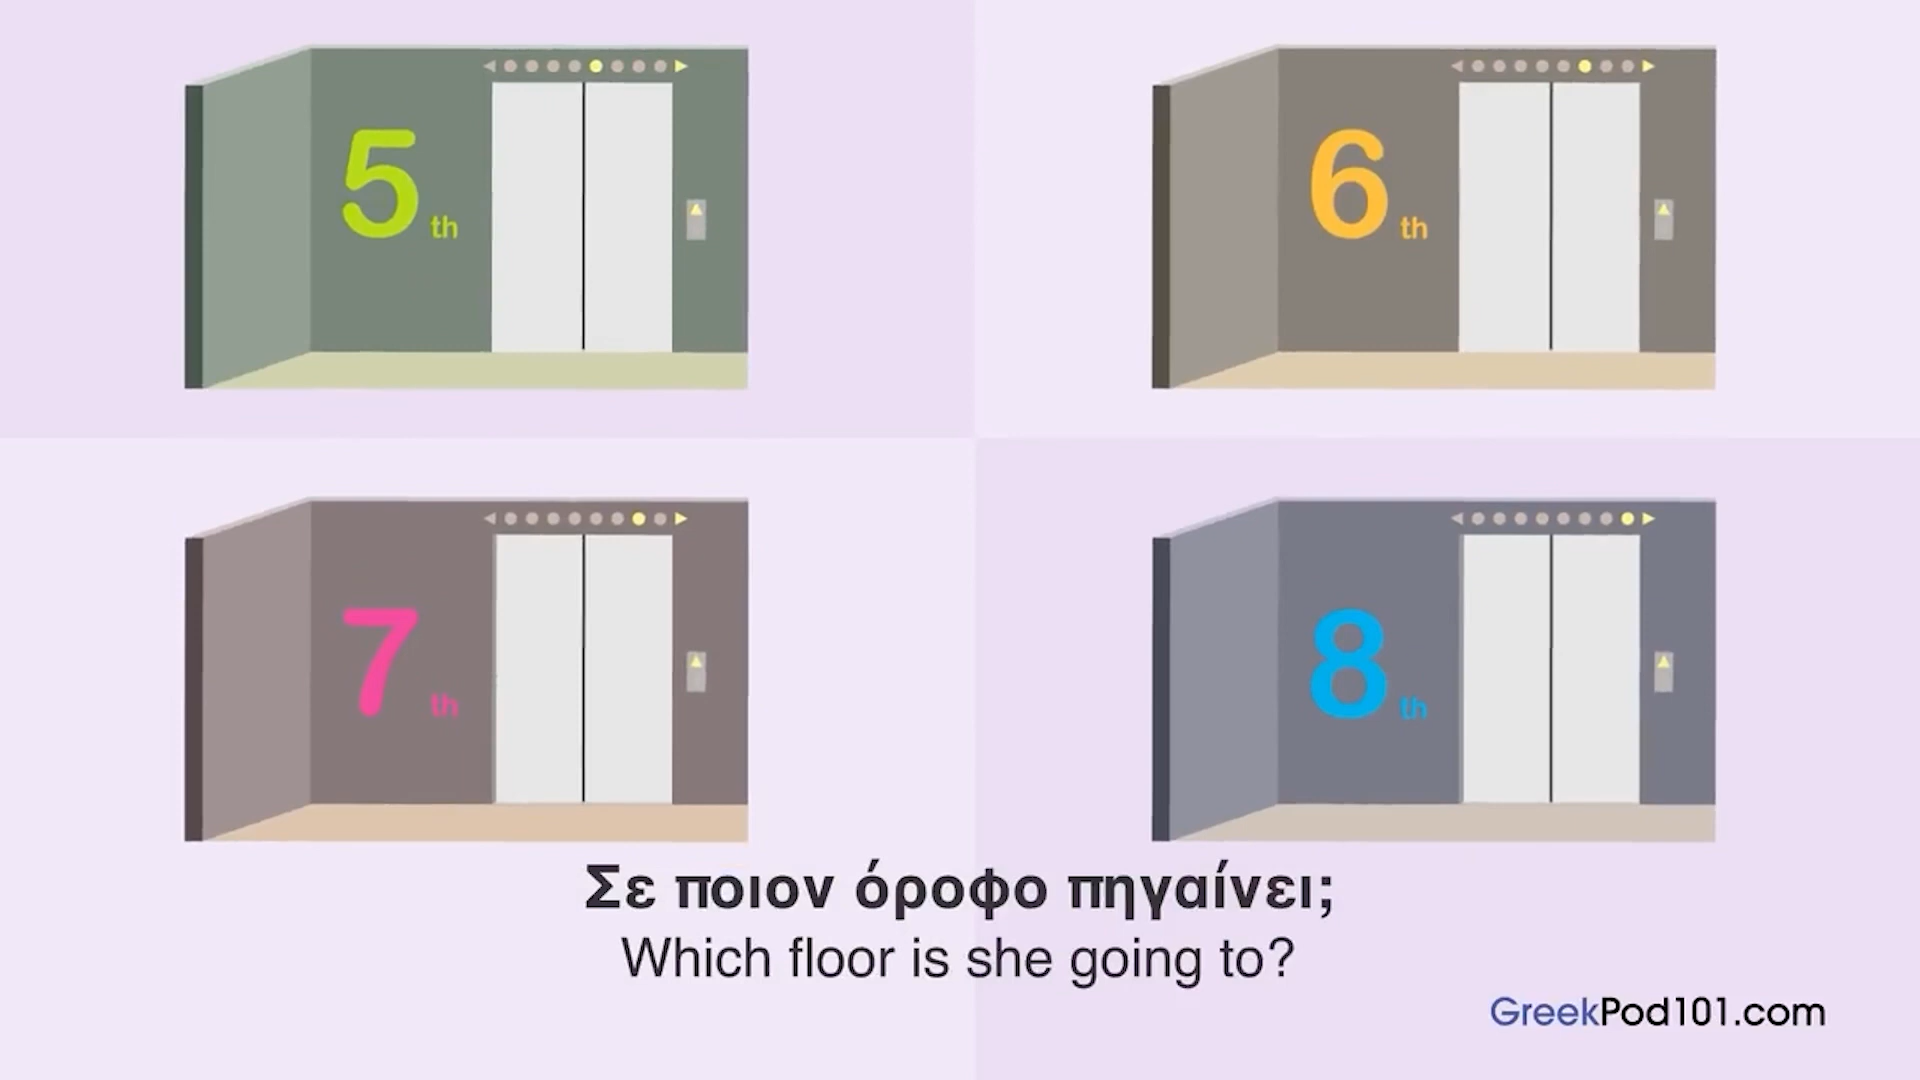 5th
6th
7th
8th
Σε ποιον όροφο πηγαίνει;
Which floor is she going to?
GreekPod101.com